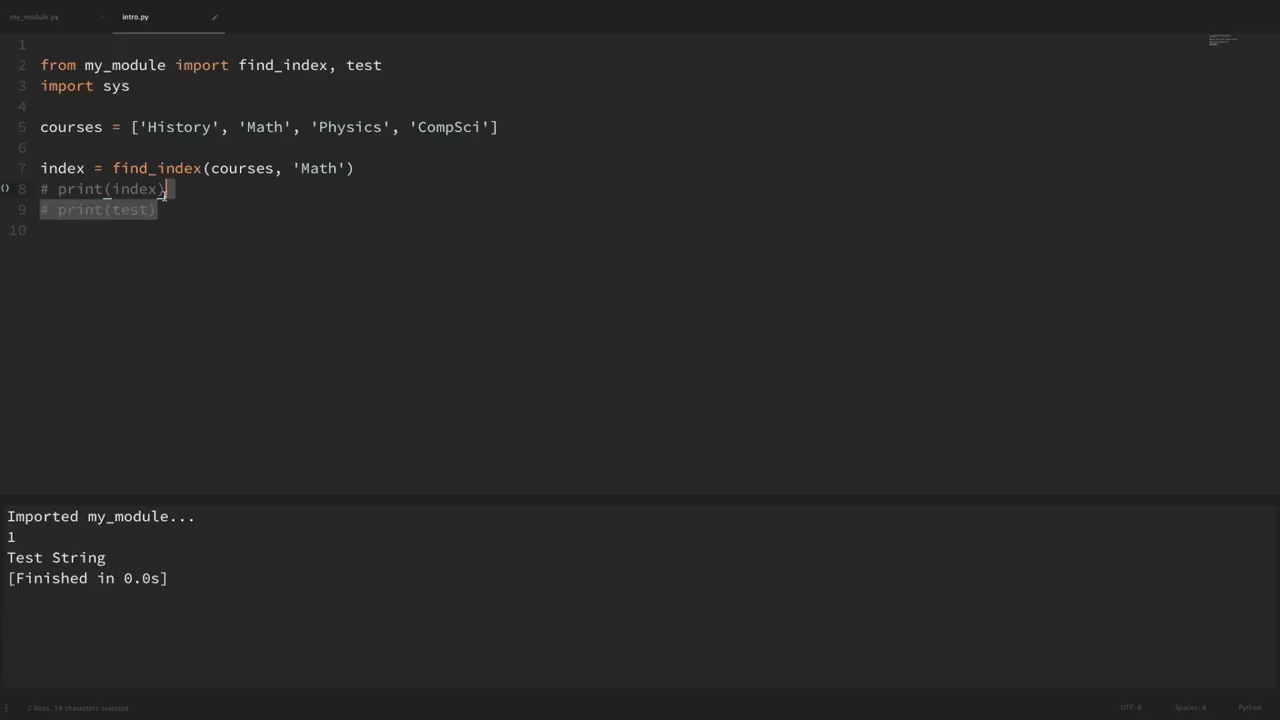 my_module.py
intro.py
1
2 from my_module import find_index, test
3 import sys
4
5 courses = ['History', 'Math', 'Physics', 'CompSci']
6
7 index = find_index(courses, 'Math')
() 8 # print(index)
9 # print(test)
10
Imported my_module...
1
Test String
[Finished in 0.0s]
2 lines, 14 characters selected
UTF-8
Spaces: 4
Python